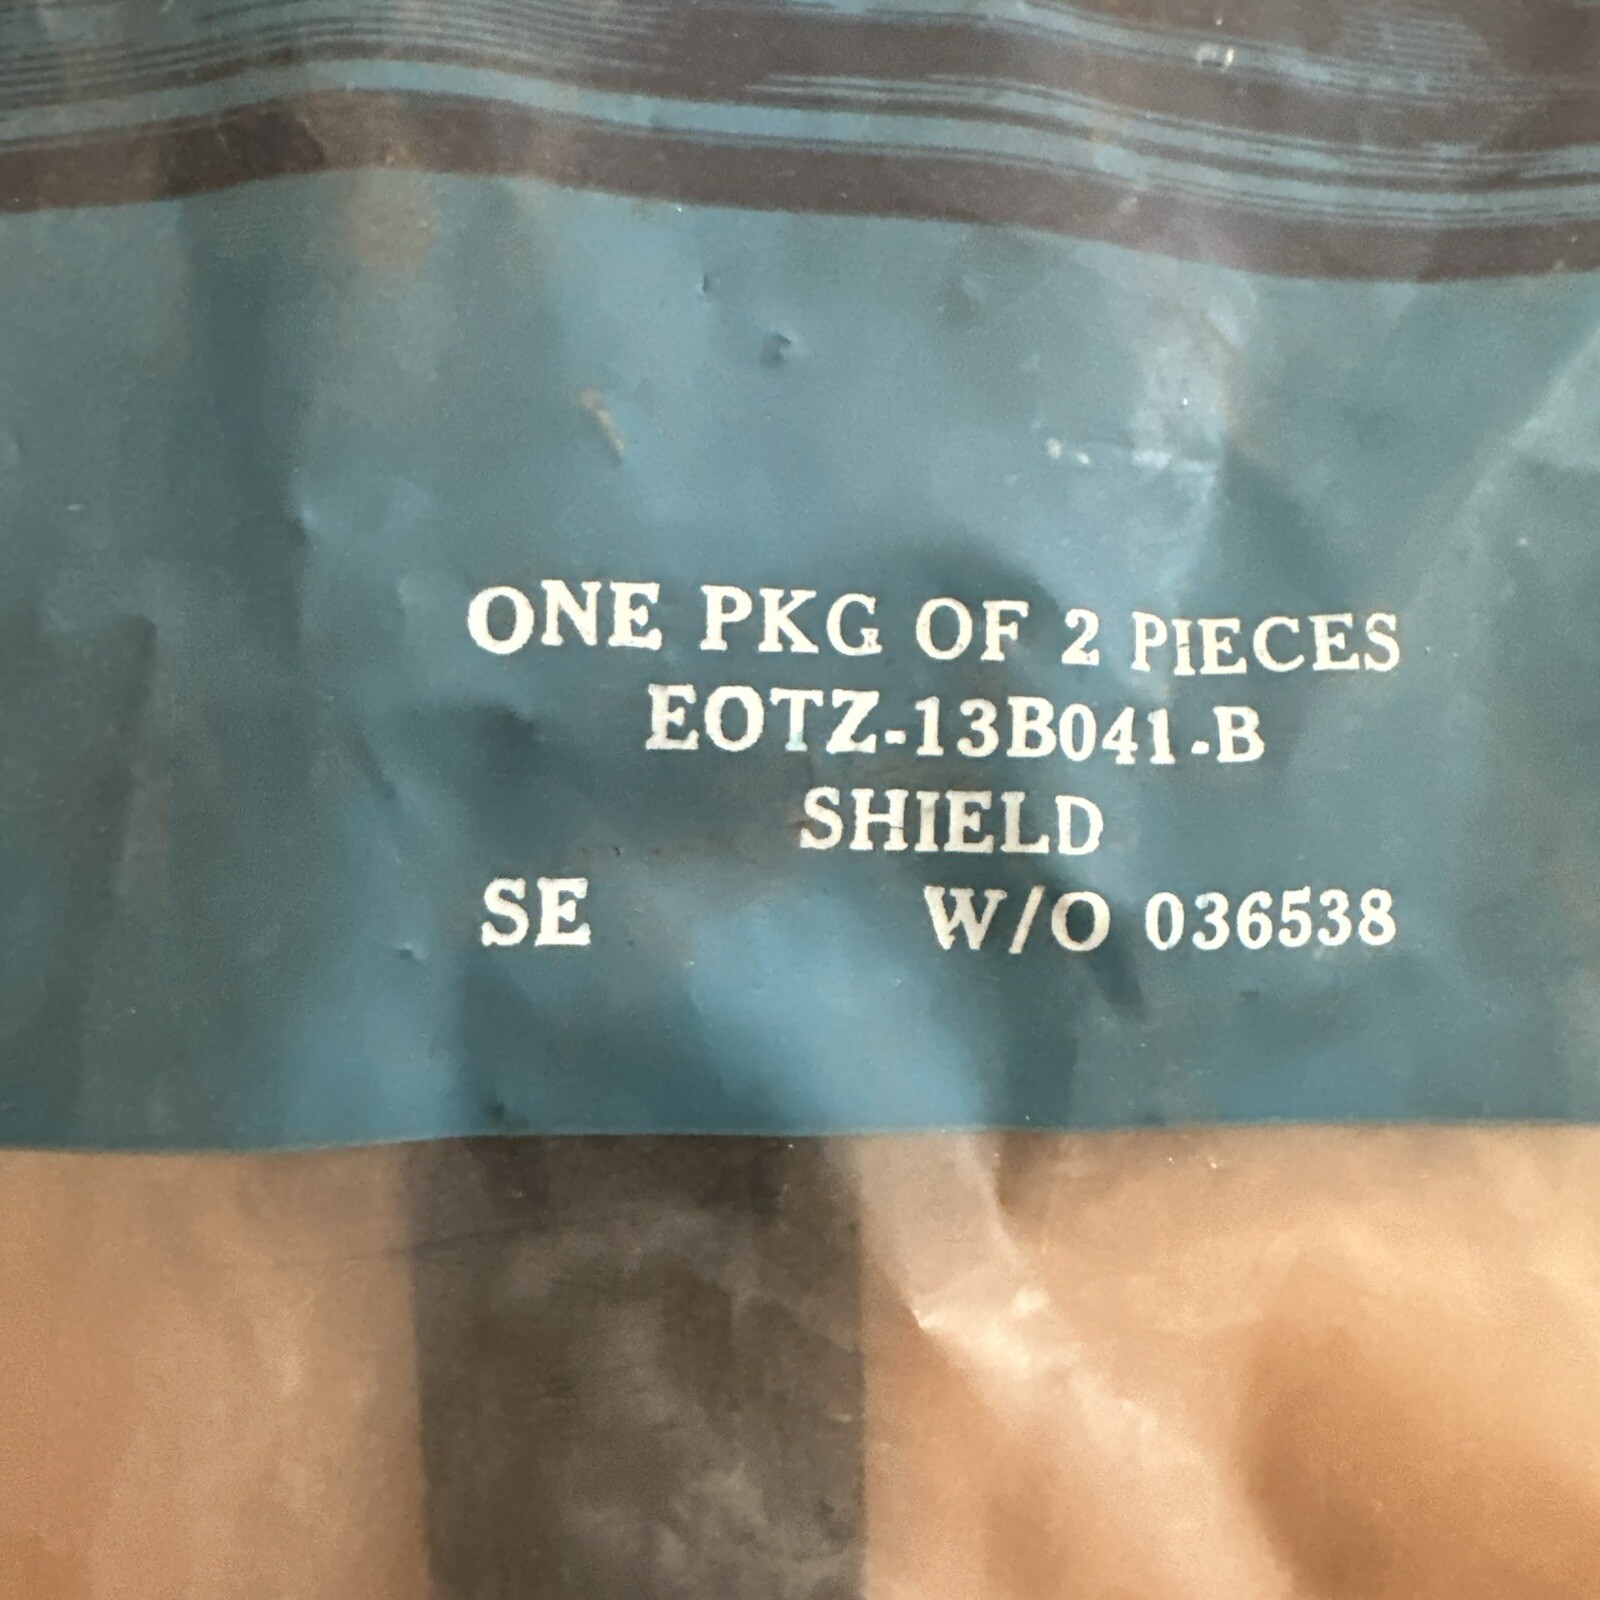 ONE PKG OF 2 PIECES
EOTZ-13B041-B
SHIELD
SE W/O 036538